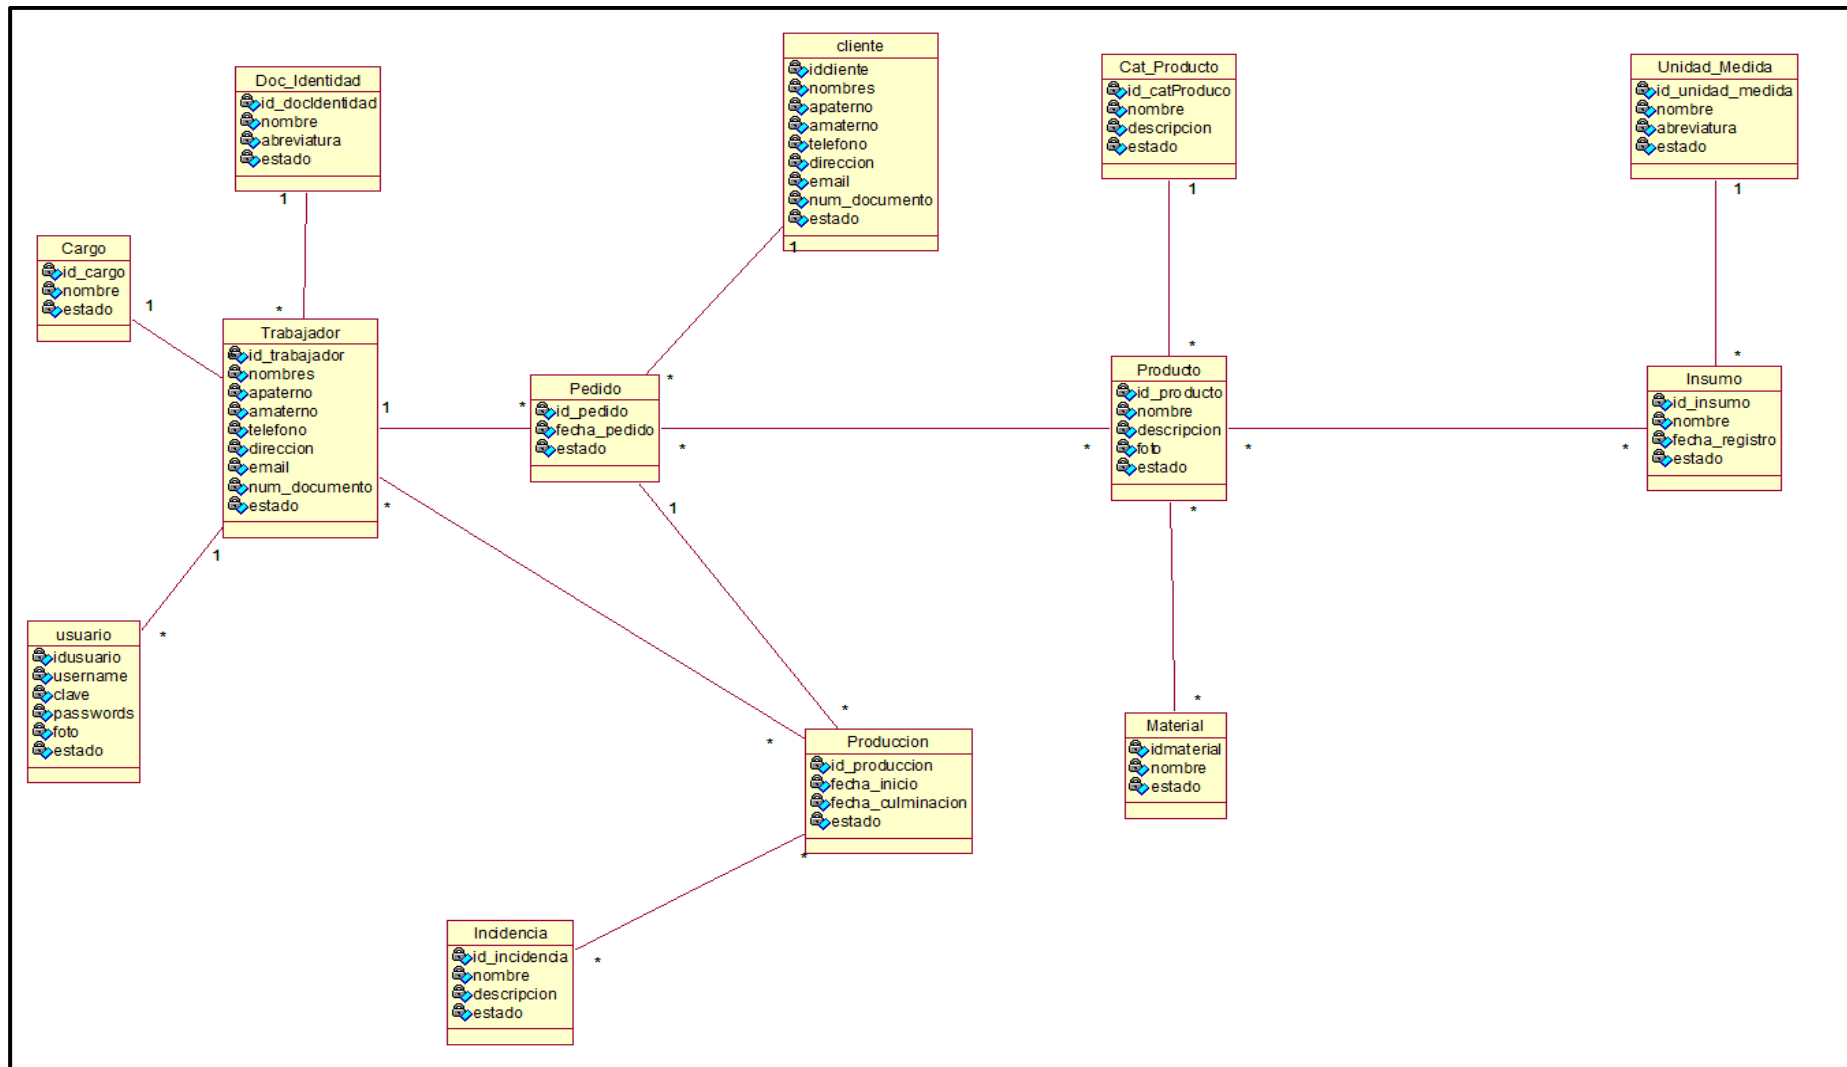 cliente
iddiente
nombres
apaterno
amaterno
telefono
direccion
email
num_documento
estado
1
Doc_Identidad
id_docIdentidad
nombre
abreviatura
estado
1
Cat_Producto
id_catProduco
nombre
descripcion
estado
1
Unidad_Medida
id_unidad_medida
nombre
abreviatura
estado
1
Cargo
id_cargo
nombre
estado
1
*
Trabajador
id_trabajador
nombres
apaterno
amaterno
telefono
direccion
email
num_documento
estado
1
*
1
*
*
Pedido
id_pedido
fecha_pedido
estado
*
1
*
*
Producto
id_producto
nombre
descripcion
foto
estado
*
*
*
*
Insumo
id_insumo
nombre
fecha_registro
estado
*
usuario
idusuario
username
clave
passwords
foto
estado
*
*
Produccion
id_produccion
fecha_inicio
fecha_culminacion
estado
*
*
Material
idmaterial
nombre
estado
Incidencia
id_incidencia
nombre
descripcion
estado
*